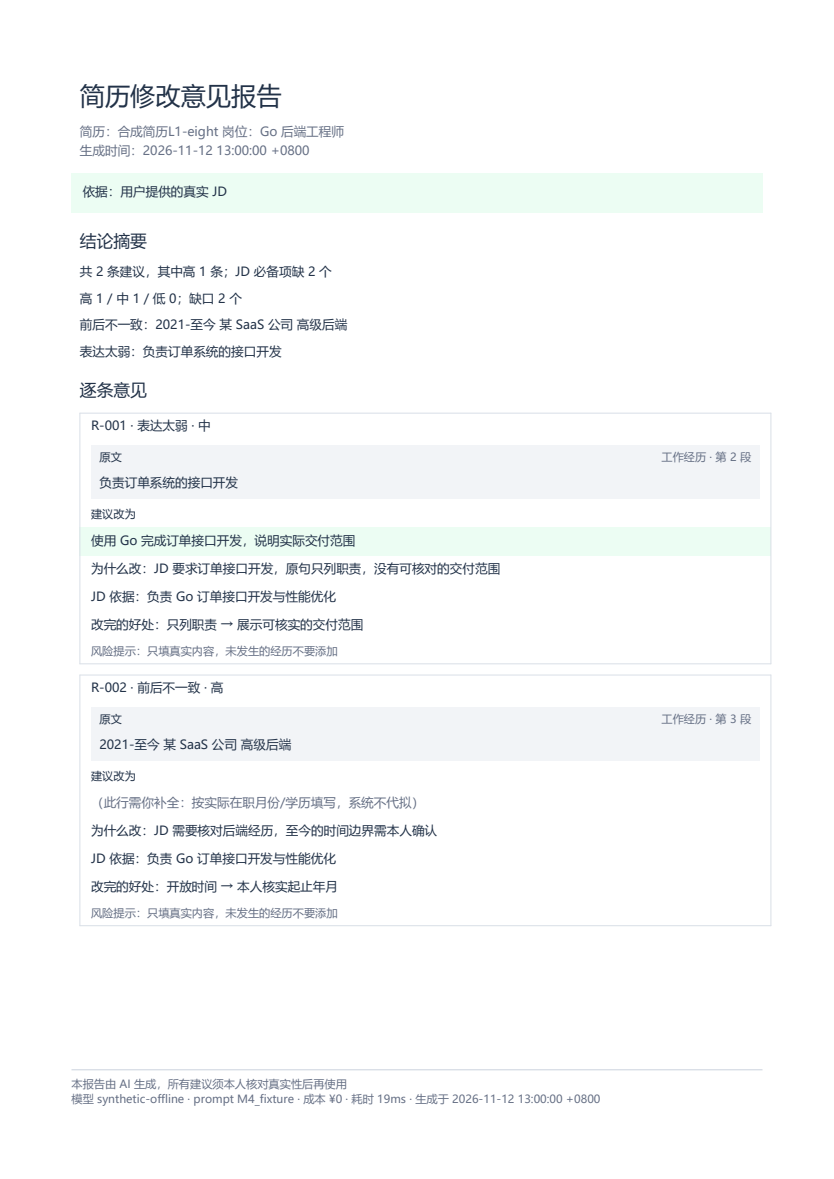 简历修改意见报告
简历：合成简历L1-eight 岗位：Go 后端工程师
生成时间：2026-11-12 13:00:00 +0800
依据：用户提供的真实 JD
结论摘要
共 2 条建议，其中高 1 条；JD 必备项缺 2 个
高 1 / 中 1 / 低 0；缺口 2 个
前后不一致：2021-至今 某 SaaS 公司 高级后端
表达太弱：负责订单系统的接口开发
逐条意见
R-001 · 表达太弱 · 中
原文 工作经历 · 第 2 段
负责订单系统的接口开发
建议改为
使用 Go 完成订单接口开发，说明实际交付范围
为什么改：JD 要求订单接口开发，原句只列职责，没有可核对的交付范围
JD 依据：负责 Go 订单接口开发与性能优化
改完的好处：只列职责 → 展示可核实的交付范围
风险提示：只填真实内容，未发生的经历不要添加
R-002 · 前后不一致 · 高
原文 工作经历 · 第 3 段
2021-至今 某 SaaS 公司 高级后端
建议改为
（此行需你补全：按实际在职月份/学历填写，系统不代拟）
为什么改：JD 需要核对后端经历，至今的时间边界需本人确认
JD 依据：负责 Go 订单接口开发与性能优化
改完的好处：开放时间 → 本人核实起止年月
风险提示：只填真实内容，未发生的经历不要添加
本报告由 AI 生成，所有建议须本人核对真实性后再使用
模型 synthetic-offline · prompt M4_fixture · 成本 ¥0 · 耗时 19ms · 生成于 2026-11-12 13:00:00 +0800